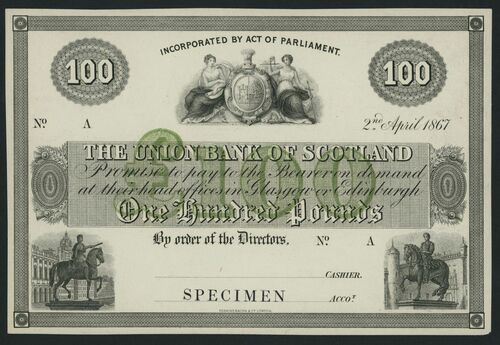 INCORPORATED BY ACT OF PARLIAMENT.
100
100
No A
2nd April 1867
£100
THE UNION BANK OF SCOTLAND
Promise to pay to the Bearer on demand
at their head offices in Glasgow or Edinburgh
One Hundred Pounds
By order of the Directors. No A
CASHIER.
SPECIMEN ACCOT